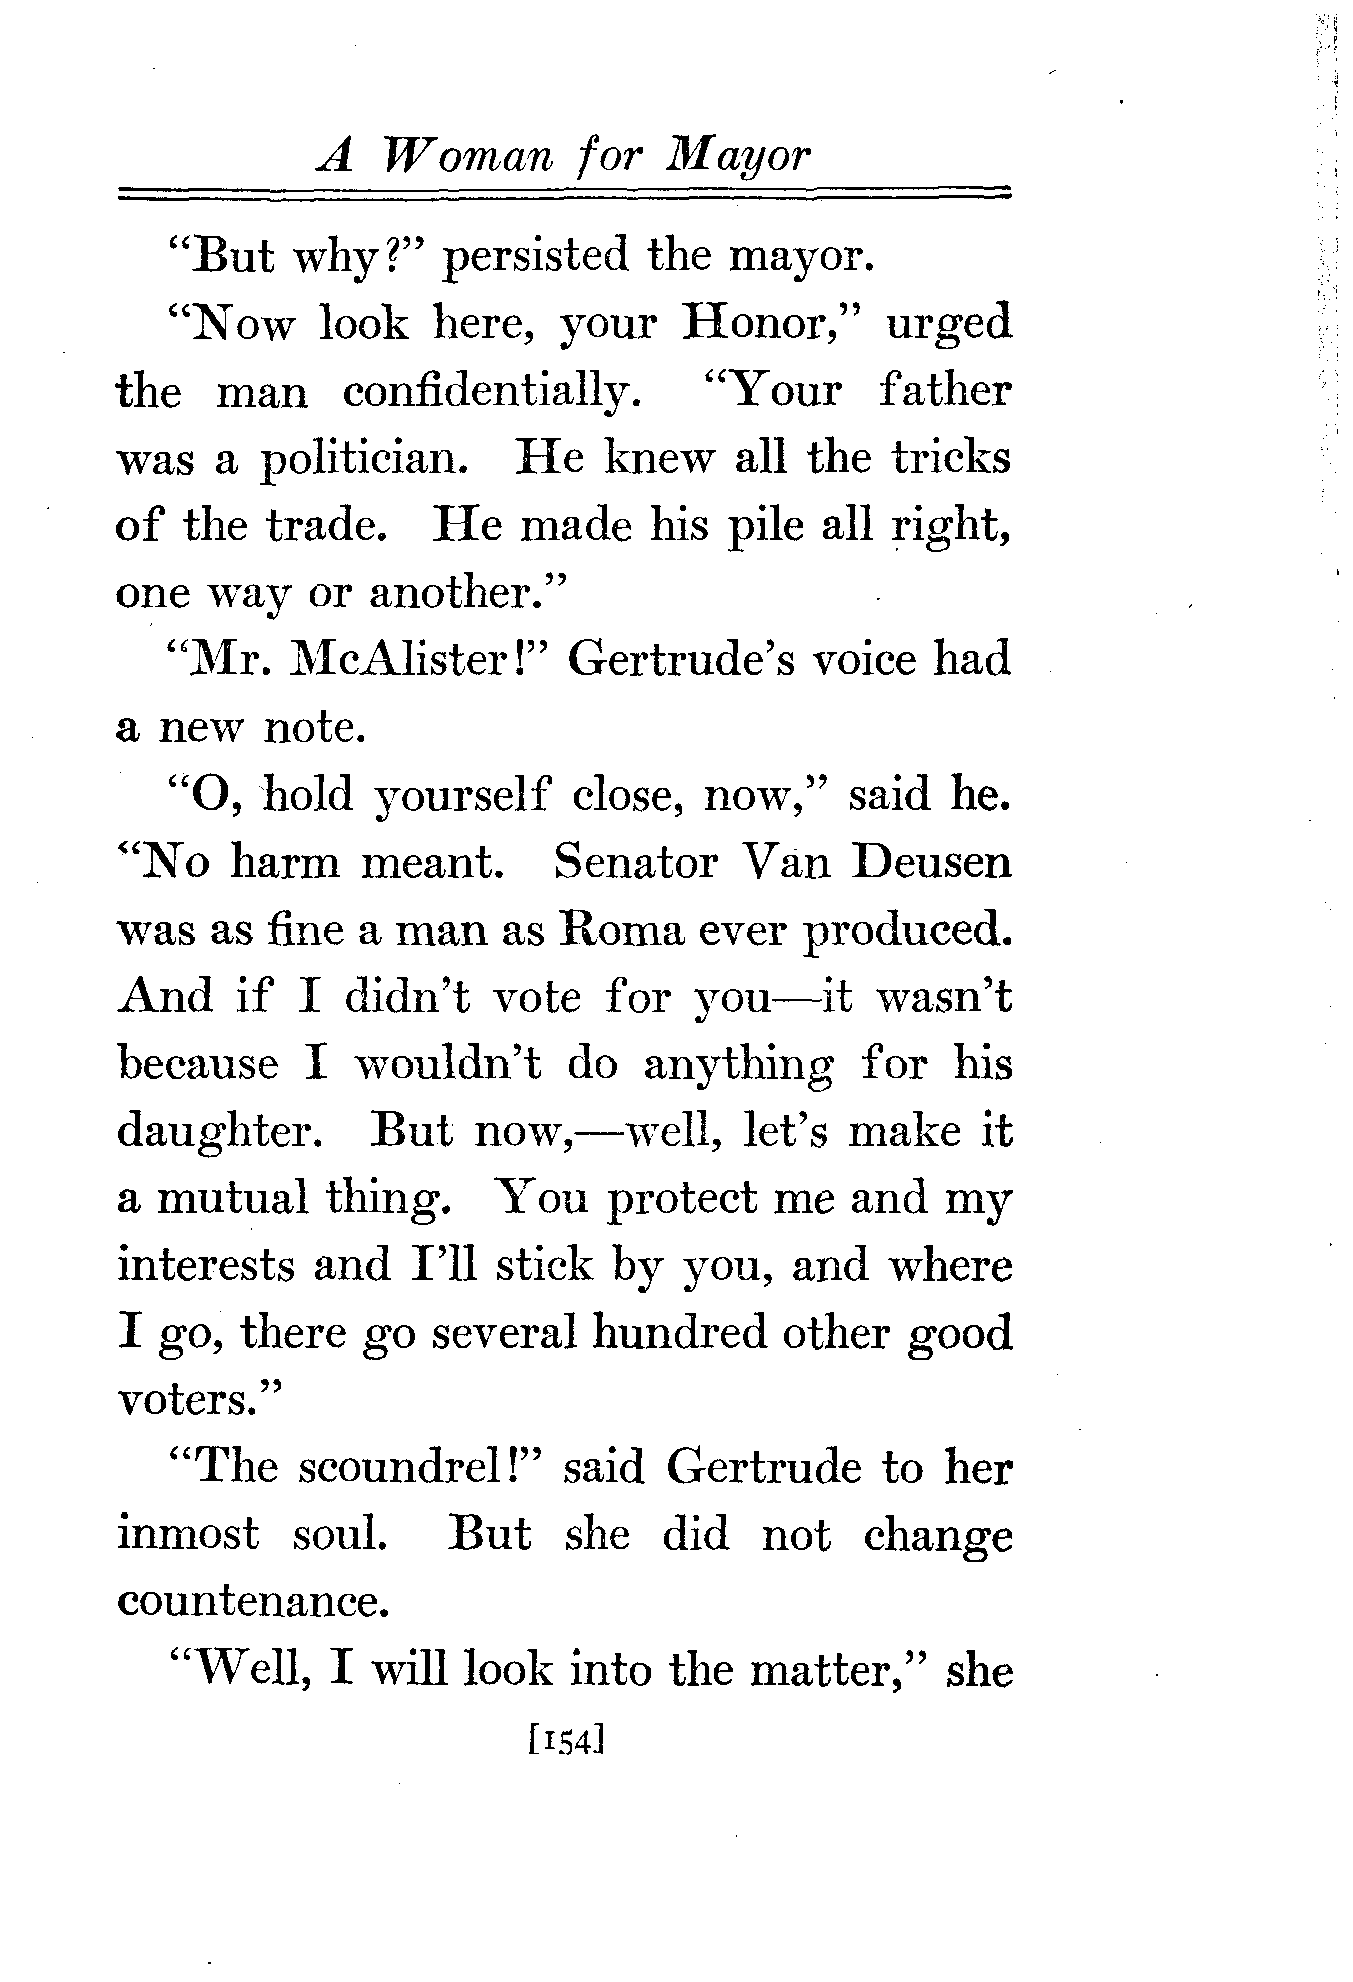 A Woman for Mayor
“But why?” persisted the mayor.
“Now look here, your Honor,” urged
the man confidentially. “Your father
was a politician. He knew all the tricks
of the trade. He made his pile all right,
one way or another.”
“Mr. McAlister!” Gertrude’s voice had
a new note.
“O, hold yourself close, now,” said he.
“No harm meant. Senator Van Deusen
was as fine a man as Roma ever produced.
And if I didn’t vote for you—it wasn’t
because I wouldn’t do anything for his
daughter. But now,—well, let’s make it
a mutual thing. You protect me and my
interests and I’ll stick by you, and where
I go, there go several hundred other good
voters.”
“The scoundrel!” said Gertrude to her
inmost soul. But she did not change
countenance.
“Well, I will look into the matter,” she
[154]